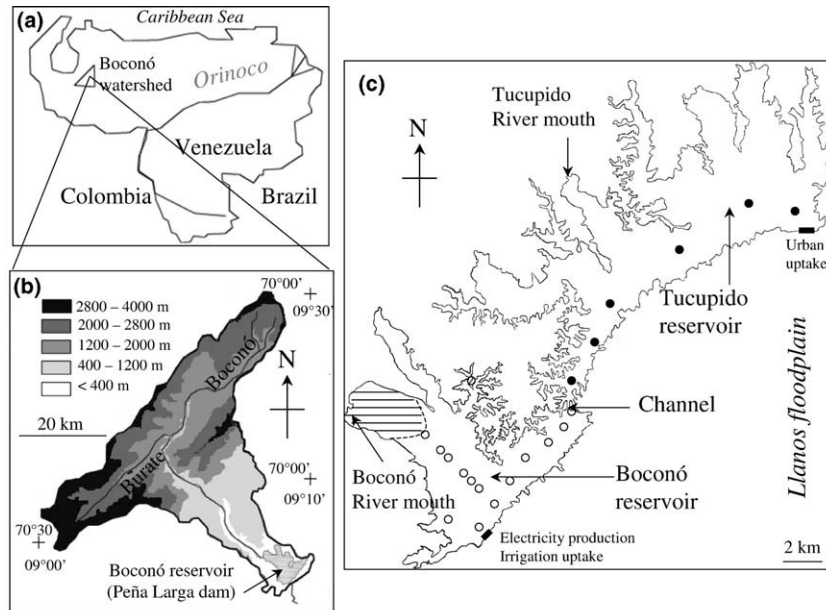 (a)
Caribbean Sea
Boconó
watershed
Orinoco
Venezuela
Colombia
Brazil
(b)
2800 – 4000 m
2000 – 2800 m
1200 – 2000 m
400 – 1200 m
< 400 m
70°00'
09°30'
N
Boconó
20 km
Burate
70°00'
09°10'
70°30'
09°00'
Boconó reservoir
(Peña Larga dam)
(c)
N
Tucupido
River mouth
Urban
uptake
Tucupido
reservoir
Channel
Boconó
River mouth
Boconó
reservoir
Electricity production
Irrigation uptake
Llanos floodplain
2 km